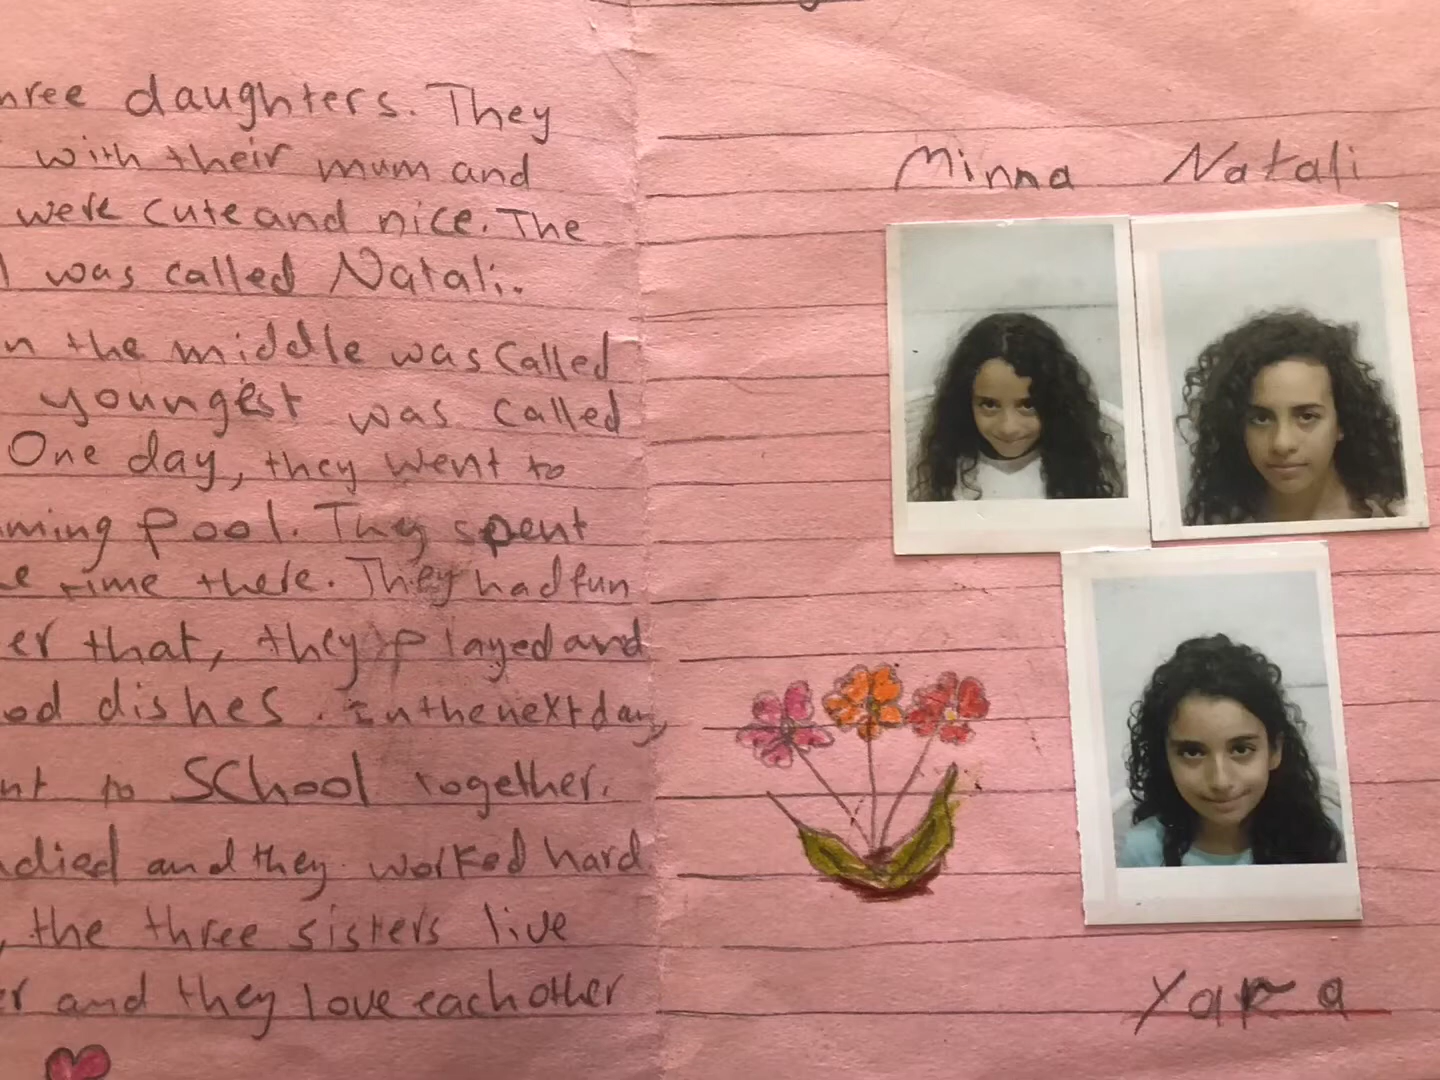 hree daughters. They
with their mum and
were cute and nice. The
l was called Natali.
n the middle was called
youngest was called
One day, they went to
ming pool. They spent
e time there. They had fun
er that, they played and
od dishes. In the next day,
nt to SChool together.
died and they worked hard
, the three sisters live
er and they love each other
Minna Natali
Yara